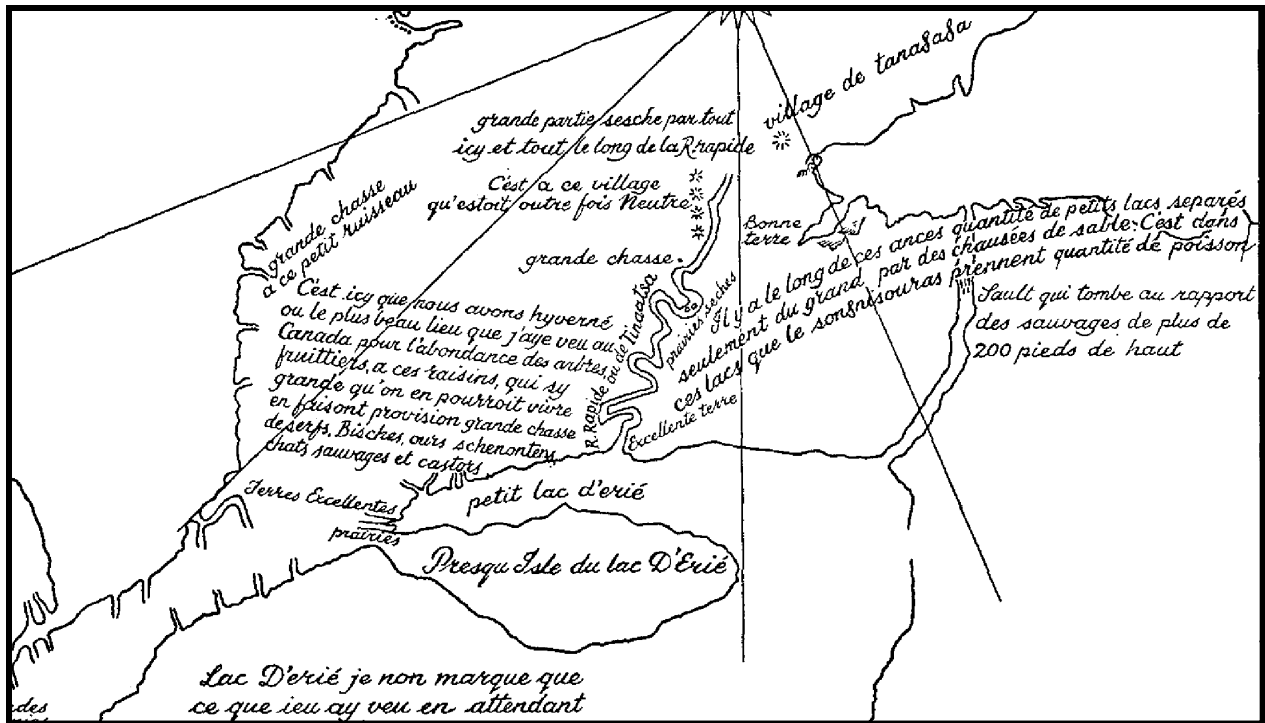 village de tana8a8a
grande partie sesche par tout
icy et tout le long de la R. rapide
C'est a ce village
qu'estoit outre fois Neutre
Bonne
terre
grande chasse
a ce petit ruisseau
grande chasse.
Il y a le long de ces ances quantité de petits lacs separés
seulement du grand par des chausées de sable: C'est dans
ces lacs que le son8nisouras prennent quantité de poisson
Sault qui tombe au rapport
des sauvages de plus de
200 pieds de haut
C'est icy que nous avons hyverné
ou le plus beau lieu que j'aye veu au
Canada pour l'abondance des arbres,
fruittiers, a ces raisins, qui sy
grande qu'on en pourroit vivre
en faisont provision grande chasse
de serfs, Bisches, ours schenontens,
chats sauvages et castors
R. Rapide ou de Tinaatsa
prairies seches
Excellente terre
Terres Excellentes
prairies
petit lac d'erié
Presqu Isle du lac D'Erié
Lac D'erié je non marque que
ce que ieu ay veu en attendant